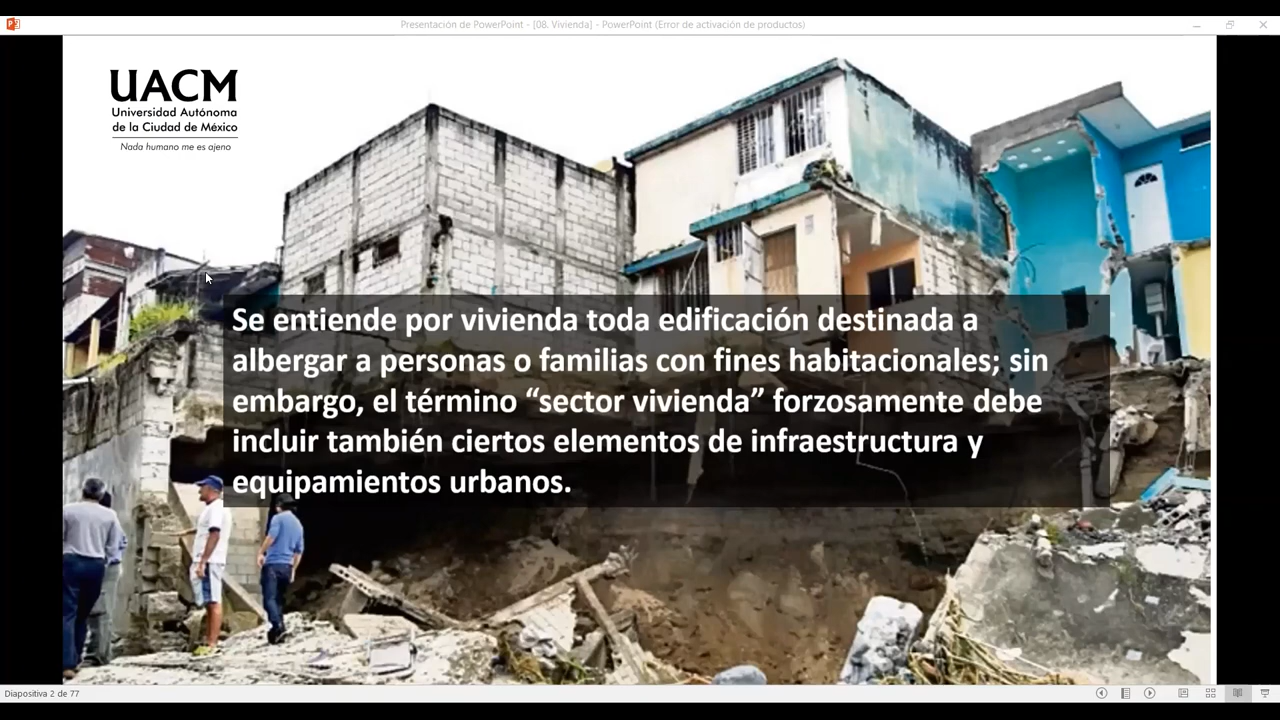 Presentación de PowerPoint - [08. Vivienda] - PowerPoint (Error de activación de productos)
UACM
Universidad Autónoma
de la Ciudad de México
Nada humano me es ajeno
Se entiende por vivienda toda edificación destinada a
albergar a personas o familias con fines habitacionales; sin
embargo, el término “sector vivienda” forzosamente debe
incluir también ciertos elementos de infraestructura y
equipamientos urbanos.
Diapositiva 2 de 77